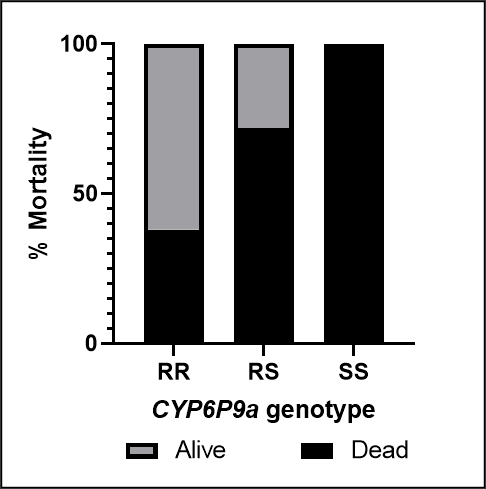 % Mortality
100
50
0
RR RS SS
CYP6P9a genotype
Alive Dead